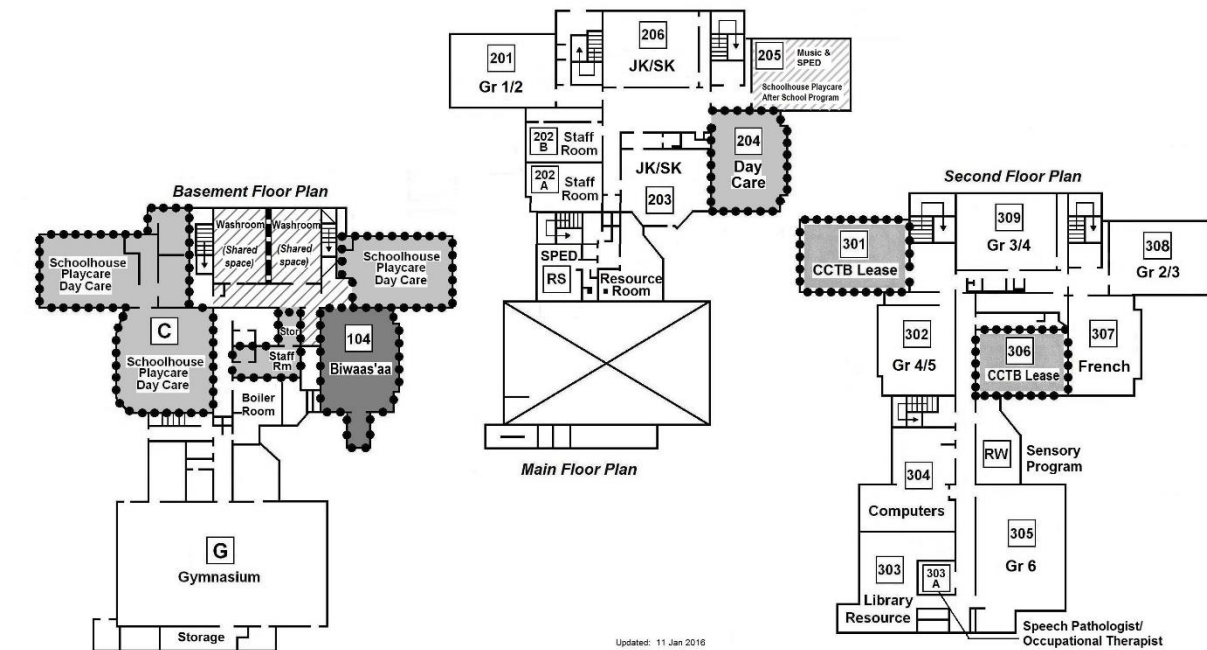 Basement Floor Plan
Washroom
(Shared
space)
Washroom
(Shared
space)
Schoolhouse
Playcare
Day Care
Schoolhouse
Playcare
Day Care
C
Schoolhouse
Playcare
Day Care
Stor
Staff
Rm
104
Biwaas'aa
Boiler
Room
G
Gymnasium
Storage
201
Gr 1/2
206
JK/SK
205
Music &
SPED
Schoolhouse Playcare
After School Program
202
B
Staff
Room
202
A
Staff
Room
JK/SK
203
204
Day
Care
SPED
RS
Resource
Room
Main Floor Plan
Updated: 11 Jan 2016
Second Floor Plan
301
CCTB Lease
309
Gr 3/4
308
Gr 2/3
302
Gr 4/5
306
CCTB Lease
307
French
304
Computers
RW
Sensory
Program
305
Gr 6
303
Library
Resource
303
A
Speech Pathologist/
Occupational Therapist